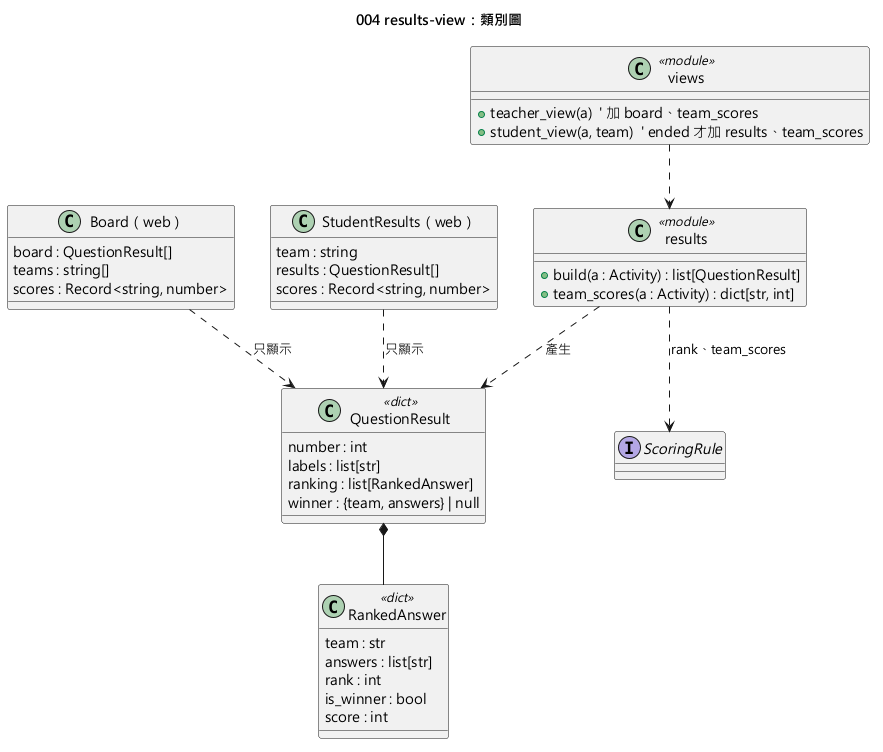 004 results-view：類別圖
C «module»
views
teacher_view(a) ' 加 board、team_scores
student_view(a, team) ' ended 才加 results、team_scores
C Board ( web )
board : QuestionResult[]
teams : string[]
scores : Record<string, number>
C StudentResults ( web )
team : string
results : QuestionResult[]
scores : Record<string, number>
C «module»
results
build(a : Activity) : list[QuestionResult]
team_scores(a : Activity) : dict[str, int]
只顯示
只顯示
產生
rank、team_scores
C «dict»
QuestionResult
number : int
labels : list[str]
ranking : list[RankedAnswer]
winner : {team, answers} | null
I ScoringRule
C «dict»
RankedAnswer
team : str
answers : list[str]
rank : int
is_winner : bool
score : int